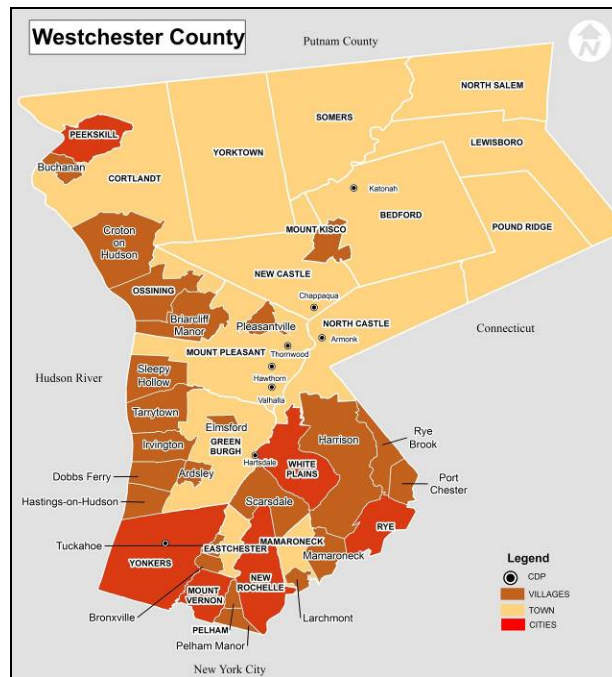 Westchester County
Putnam County
N
NORTH SALEM
SOMERS
PEEKSKILL
LEWISBORO
YORKTOWN
Buchanan
CORTLANDT
Katonah
BEDFORD
POUND RIDGE
MOUNT KISCO
Croton
on
Hudson
NEW CASTLE
OSSINING
Chappaqua
Briarcliff
Manor
Pleasantville
NORTH CASTLE
Connecticut
Armonk
MOUNT PLEASANT
Thornwood
Sleepy
Hollow
Hawthorn
Hudson River
Valhalla
Tarrytown
Elmsford
Harrison
Rye
Brook
Irvington
GREEN
BURGH
Hartsdale
WHITE
PLAINS
Ardsley
Dobbs Ferry
Port
Chester
Hastings-on-Hudson
Scarsdale
RYE
Tuckahoe
EASTCHESTER
MAMARONECK
Mamaroneck
YONKERS
NEW
ROCHELLE
MOUNT
VERNON
Bronxville
Larchmont
PELHAM
Pelham Manor
New York City
Legend
CDP
VILLAGES
TOWN
CITIES